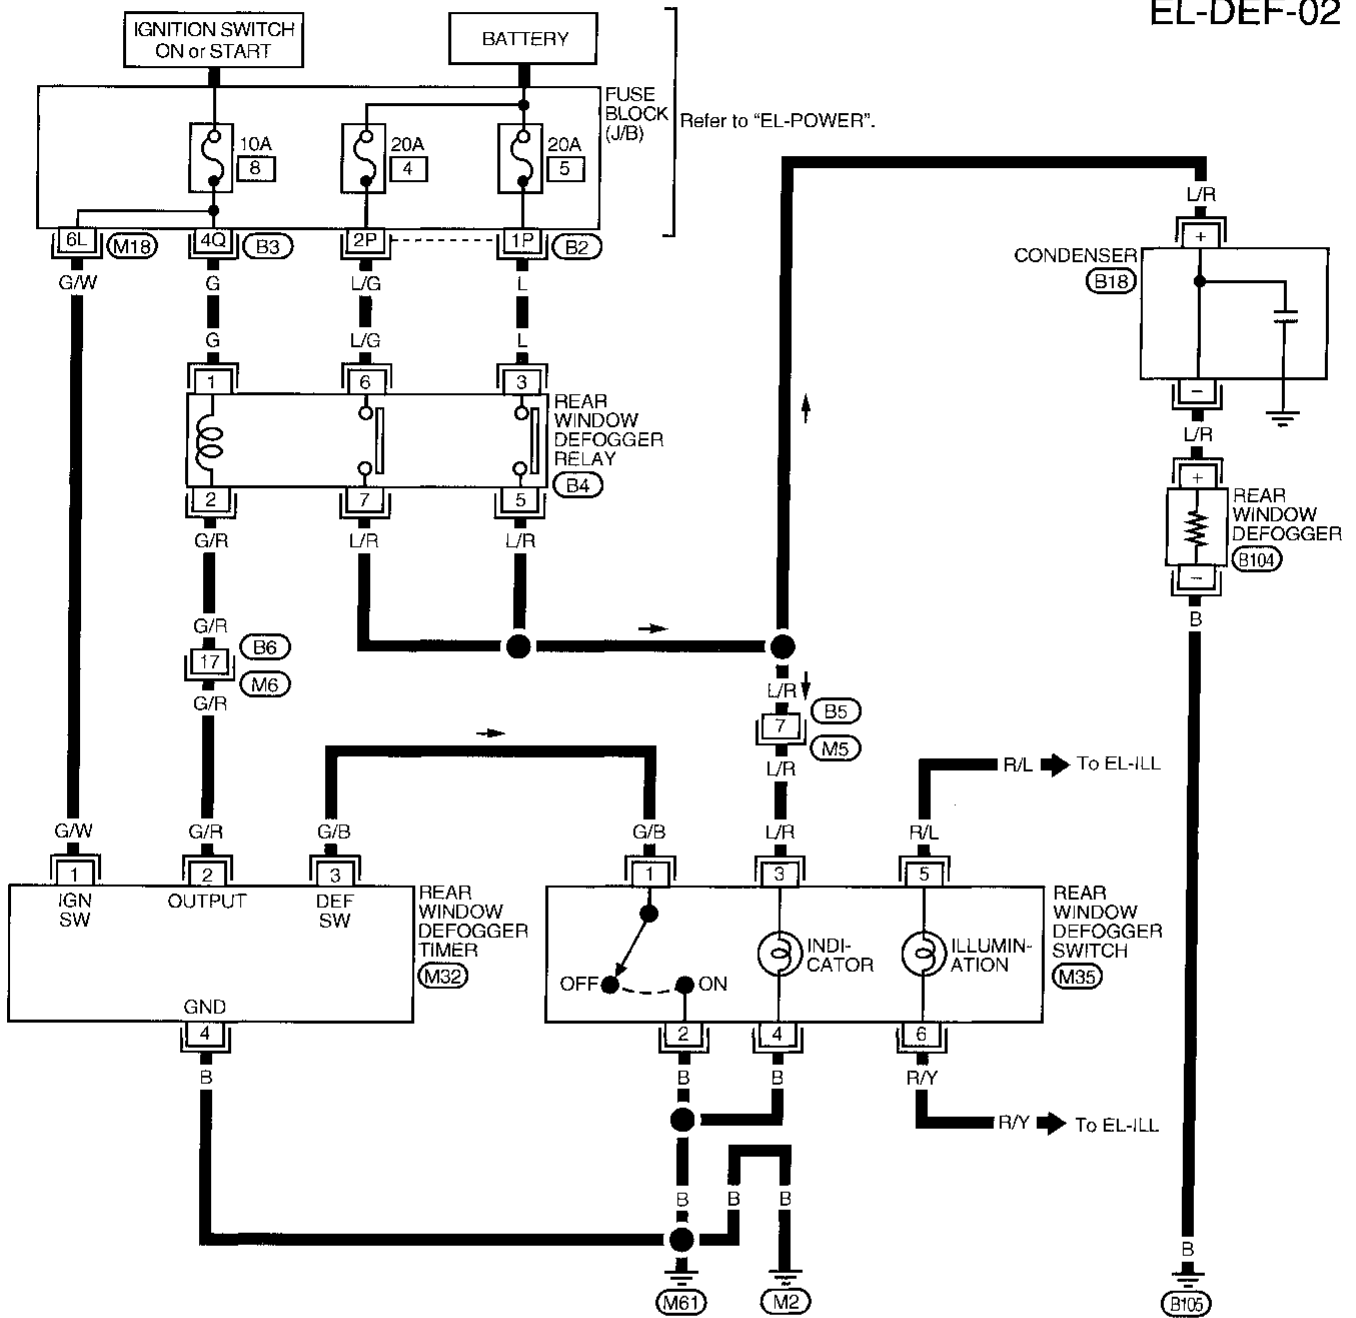 EL-DEF-02
IGNITION SWITCH
ON or START
BATTERY
FUSE
BLOCK
(J/B)
Refer to "EL-POWER".
10A
8
20A
4
20A
5
6L
M18
4Q
B3
2P
1P
B2
G/W
G
L/G
L
G
L/G
L
1
6
3
REAR
WINDOW
DEFOGGER
RELAY
B4
2
7
5
G/R
L/R
L/R
L/R
+
CONDENSER
B18
−
L/R
+
REAR
WINDOW
DEFOGGER
B104
−
B
G/R
17
B6
M6
G/R
L/R
7
B5
M5
L/R
R/L
To EL-ILL
G/W
G/R
G/B
G/B
L/R
R/L
1
2
3
1
3
5
IGN
SW
OUTPUT
DEF
SW
REAR
WINDOW
DEFOGGER
TIMER
M32
GND
4
OFF
ON
INDI-
CATOR
ILLUMIN-
ATION
REAR
WINDOW
DEFOGGER
SWITCH
M35
2
4
6
B
B
B
R/Y
R/Y
To EL-ILL
B
B
B
B
M61
M2
B105